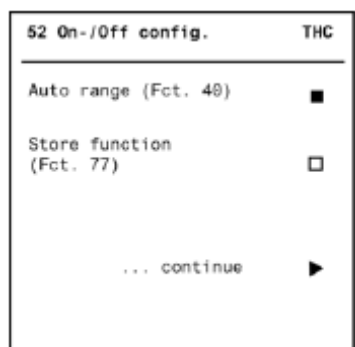 52 On-/Off config. THC
Auto range (Fct. 40)
Store function
(Fct. 77)
... continue